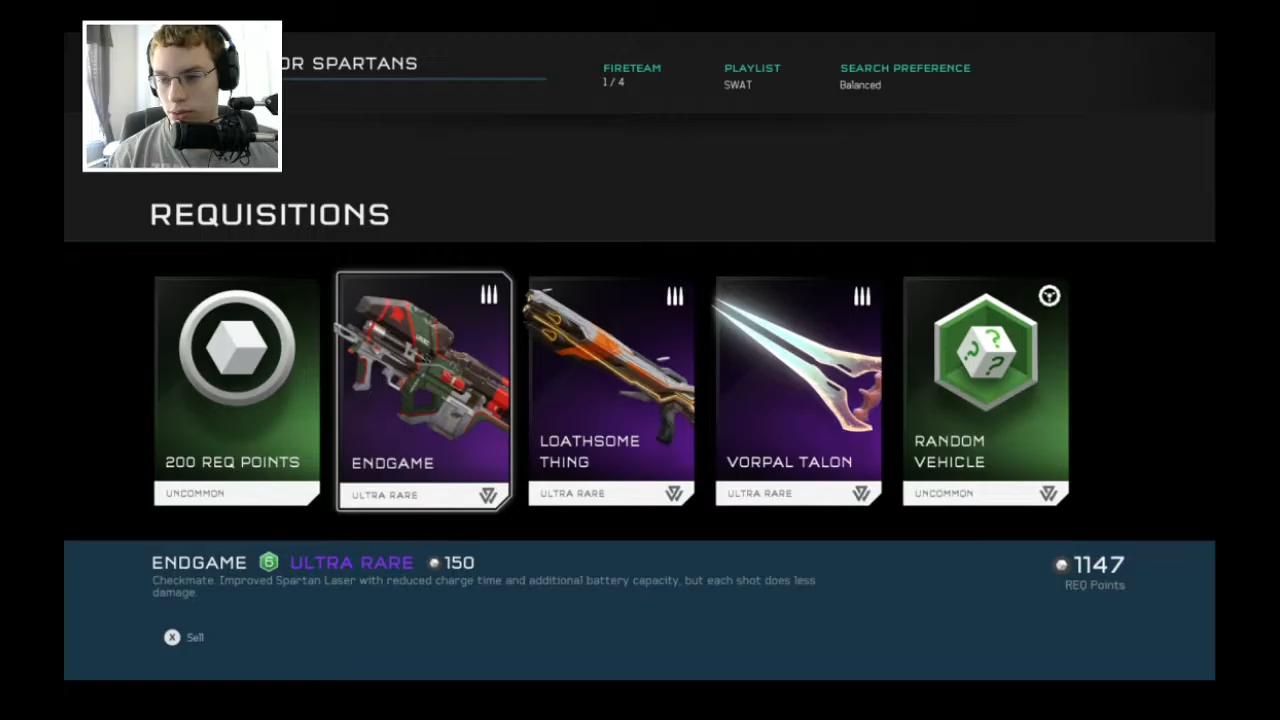 OR SPARTANS
FIRETEAM
1 / 4
PLAYLIST
SWAT
SEARCH PREFERENCE
Balanced
REQUISITIONS
200 REQ POINTS
UNCOMMON
ENDGAME
ULTRA RARE
LOATHSOME
THING
ULTRA RARE
VORPAL TALON
ULTRA RARE
RANDOM
VEHICLE
UNCOMMON
ENDGAME 6 ULTRA RARE 150
Checkmate. Improved Spartan Laser with reduced charge time and additional battery capacity, but each shot does less
damage.
1147
REQ Points
X Sell